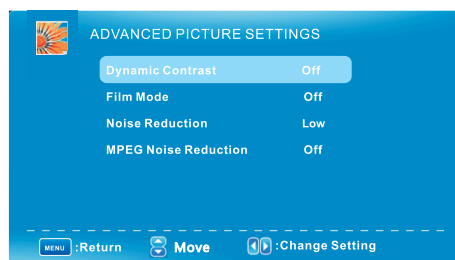 ADVANCED PICTURE SETTINGS
Dynamic Contrast Off
Film Mode Off
Noise Reduction Low
MPEG Noise Reduction Off
MENU :Return Move :Change Setting